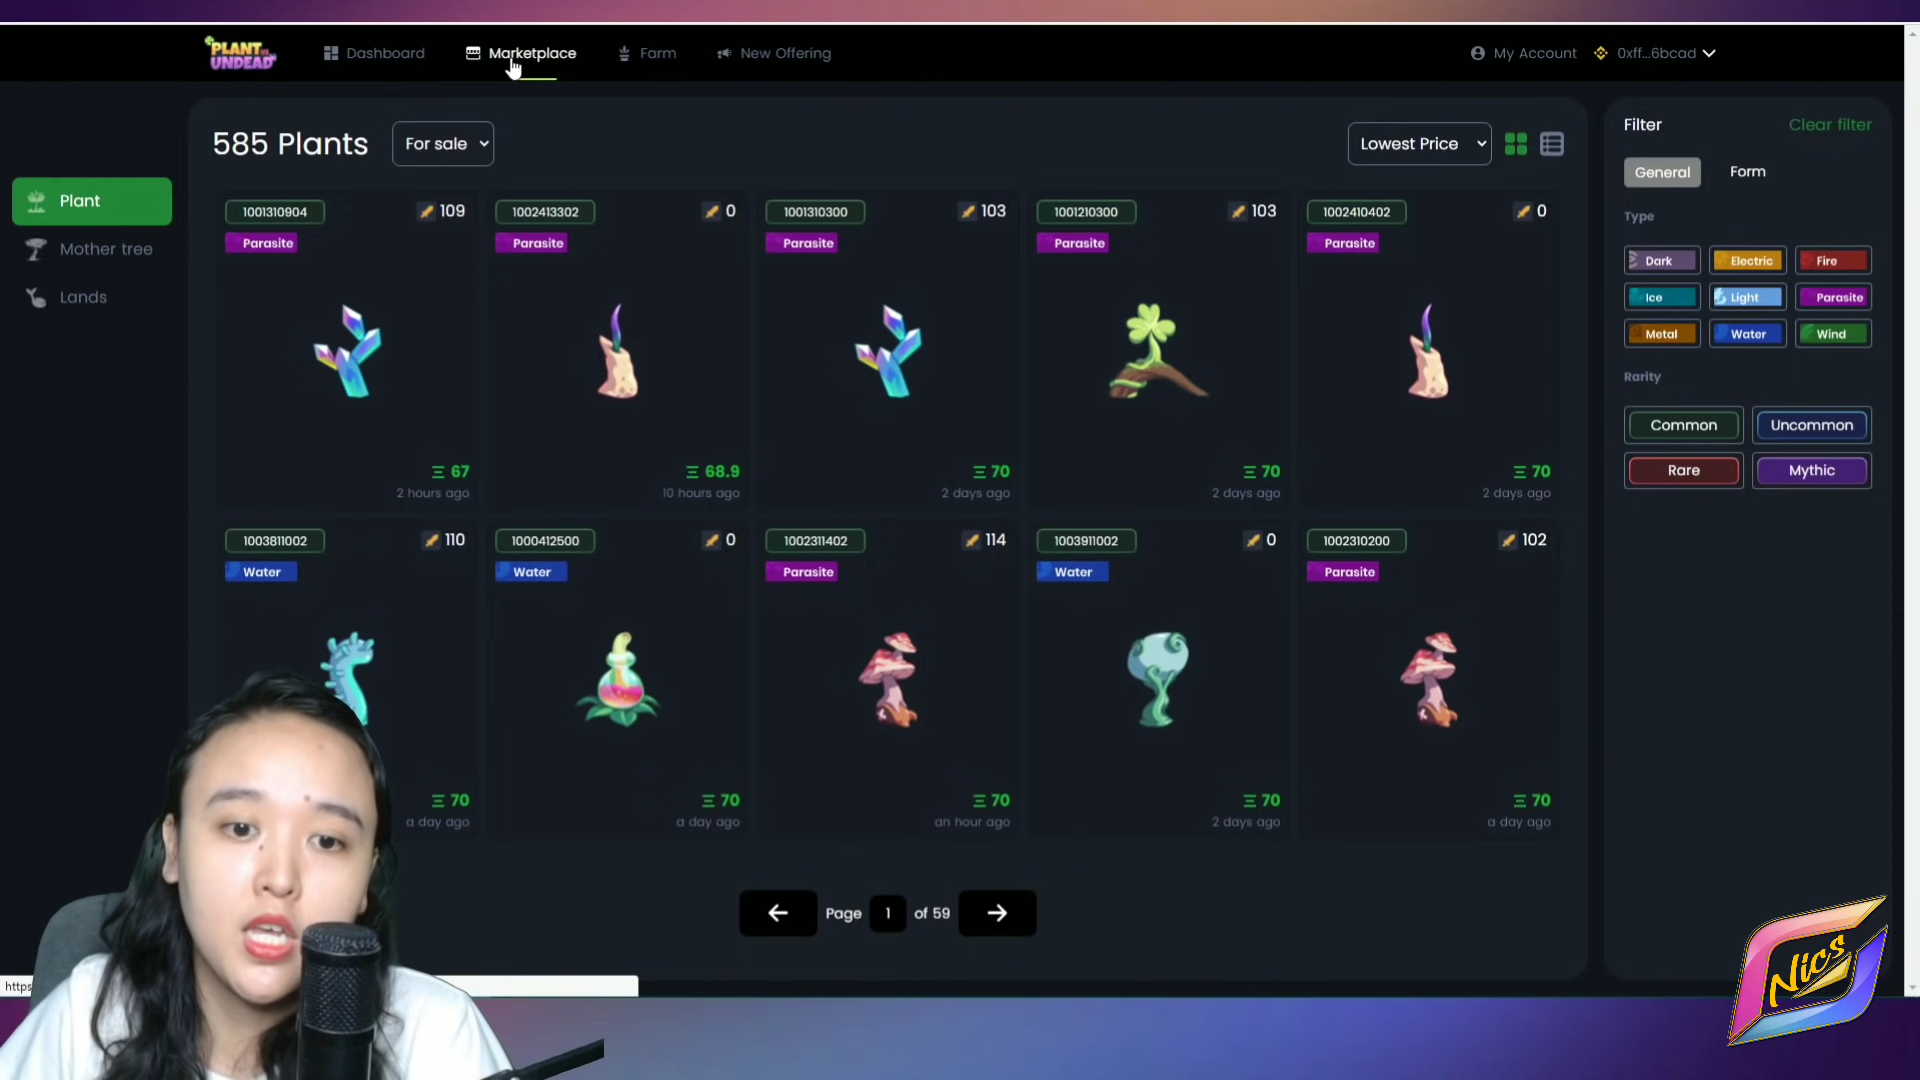 PLANT VS UNDEAD
Dashboard
Marketplace
Farm
New Offering
My Account
0xff...6bcad
585 Plants
For sale
Lowest Price
Plant
Mother tree
Lands
1001310904
109
Parasite
67
2 hours ago
1002413302
0
Parasite
68.9
10 hours ago
1001310300
103
Parasite
70
2 days ago
1001210300
103
Parasite
70
2 days ago
1002410402
0
Parasite
70
2 days ago
1003811002
110
Water
70
a day ago
1000412500
0
Water
70
a day ago
1002311402
114
Parasite
70
an hour ago
1003911002
0
Water
70
2 days ago
1002310200
102
Parasite
70
a day ago
Page 1 of 59
Filter
Clear filter
General
Form
Type
Dark
Electric
Fire
Ice
Light
Parasite
Metal
Water
Wind
Rarity
Common
Uncommon
Rare
Mythic
https
Nics